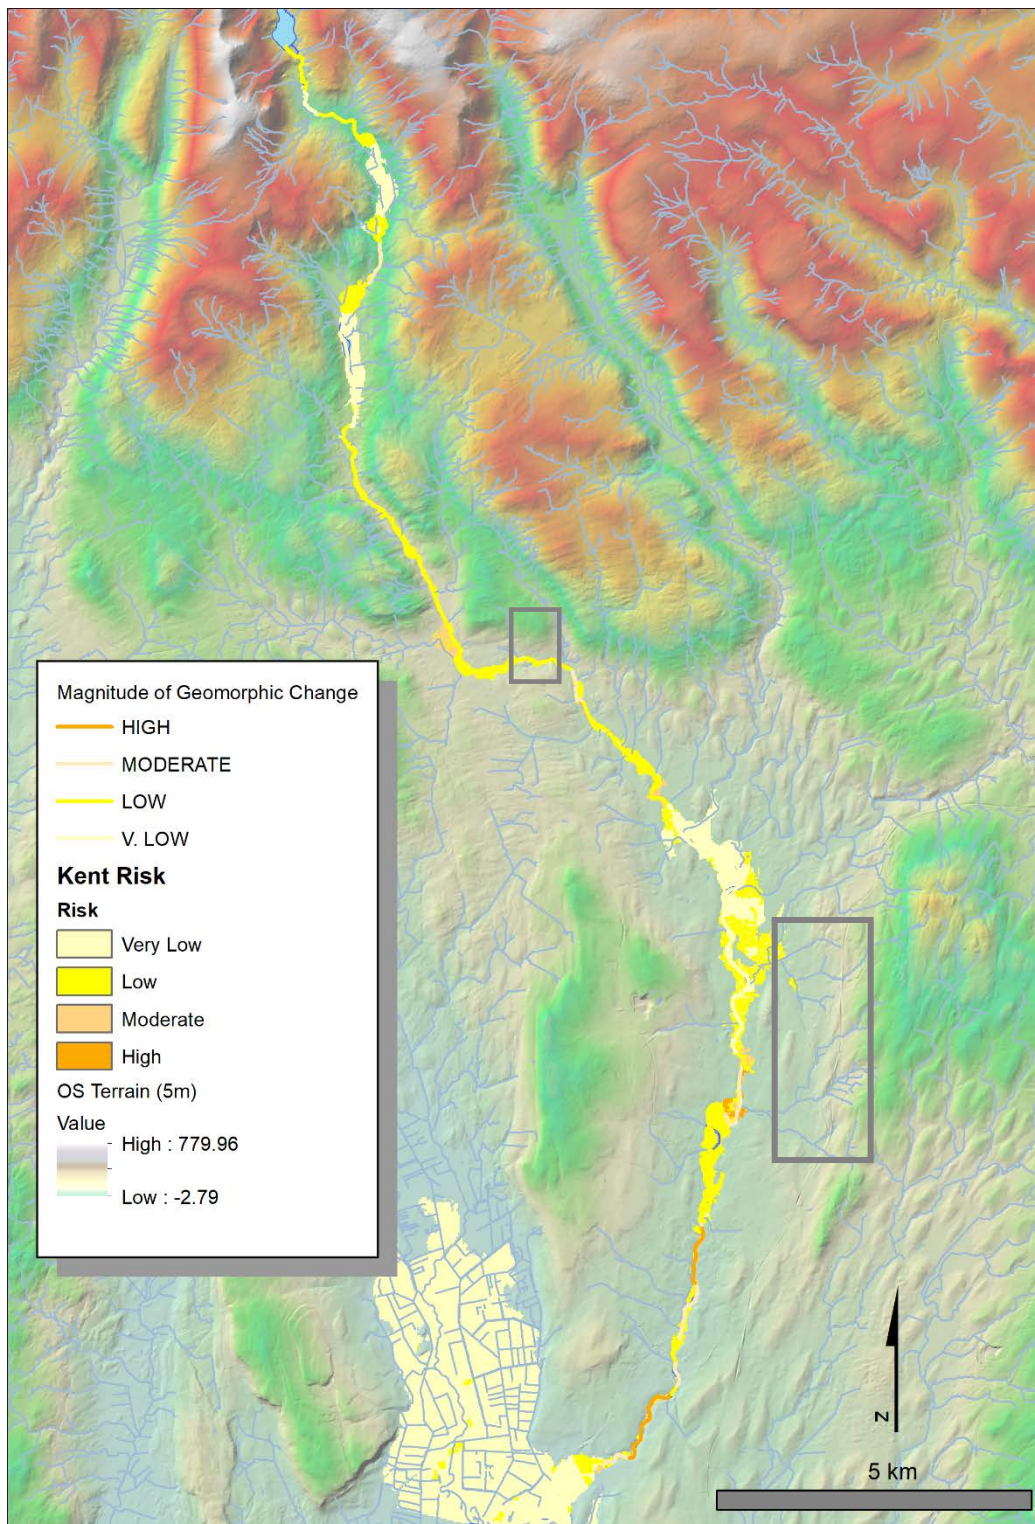 Magnitude of Geomorphic Change
HIGH
MODERATE
LOW
V. LOW
Kent Risk
Risk
Very Low
Low
Moderate
High
OS Terrain (5m)
Value
High : 779.96
Low : -2.79
N
5 km